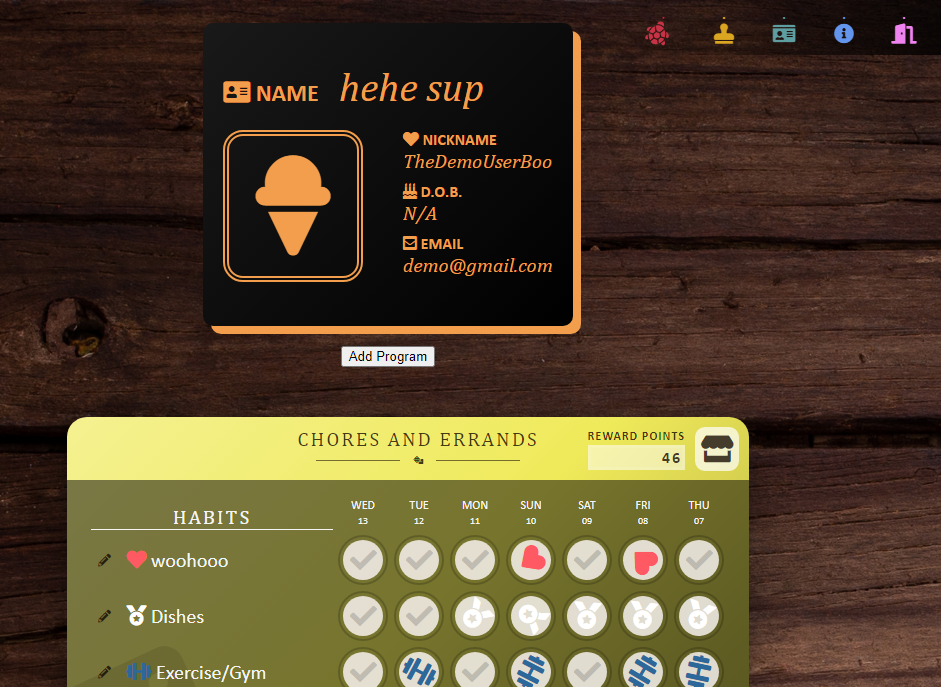 NAME hehe sup
NICKNAME
TheDemoUserBoo
D.O.B.
N/A
EMAIL
demo@gmail.com
Add Program
CHORES AND ERRANDS
REWARD POINTS
46
HABITS
WED TUE MON SUN SAT FRI THU
13 12 11 10 09 08 07
woohooo
Dishes
Exercise/Gym